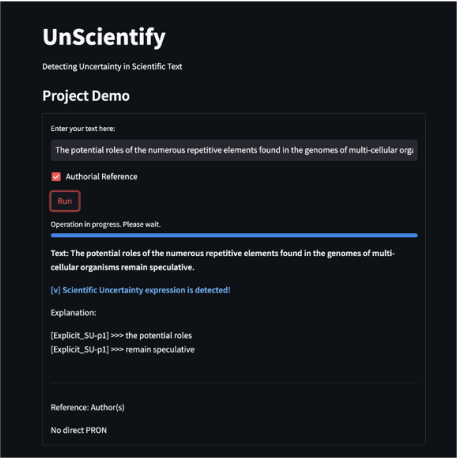 UnScientify
Detecting Uncertainty in Scientific Text
Project Demo
Enter your text here:
The potential roles of the numerous repetitive elements found in the genomes of multi-cellular orga
Authorial Reference
Run
Operation in progress. Please wait.
Text: The potential roles of the numerous repetitive elements found in the genomes of multi-
cellular organisms remain speculative.
[v] Scientific Uncertainty expression is detected!
Explanation:
[Explicit_SU-p1] >>> the potential roles
[Explicit_SU-p1] >>> remain speculative
Reference: Author(s)
No direct PRON